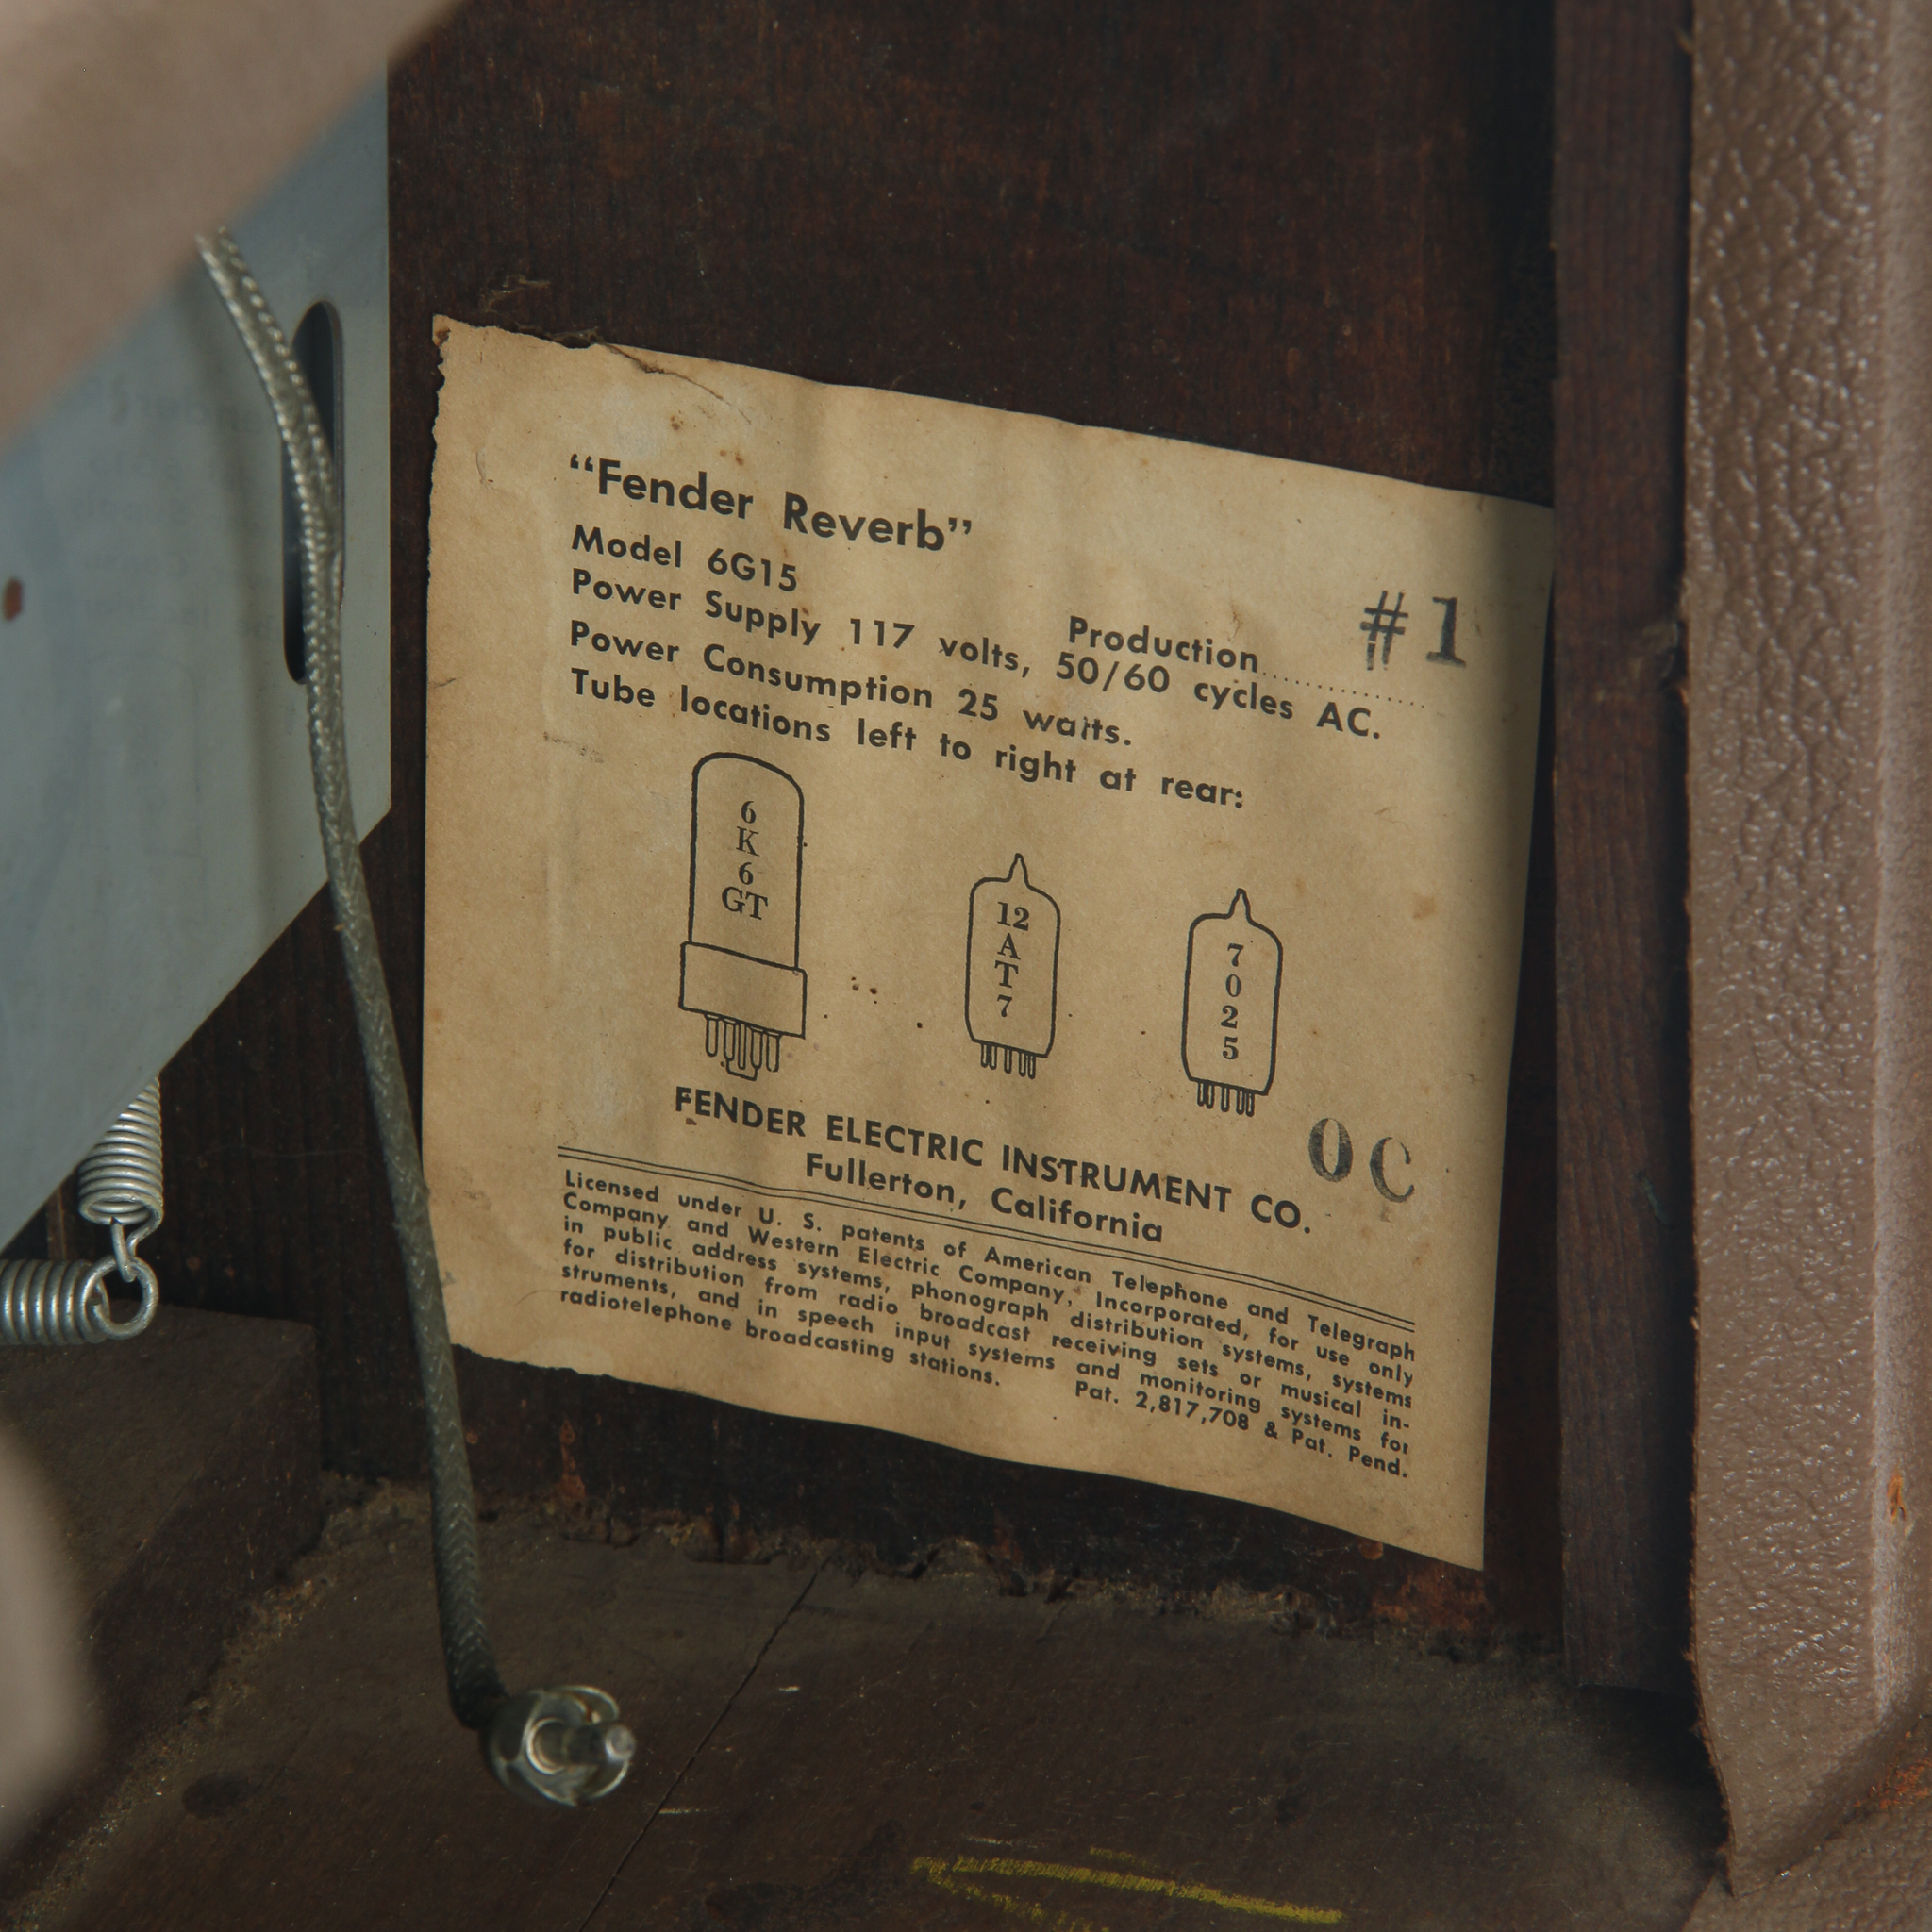 “Fender Reverb”
Model 6G15
Production............... #1
Power Supply 117 volts, 50/60 cycles AC.
Power Consumption 25 watts.
Tube locations left to right at rear:
6
K
6
GT
12
A
T
7
7
0
2
5
FENDER ELECTRIC INSTRUMENT CO.
Fullerton, California
OC
Licensed under U. S. patents of American Telephone and Telegraph
Company and Western Electric Company, Incorporated, for use only
in public address systems, phonograph distribution systems, systems
for distribution from radio broadcast receiving sets or musical in-
struments, and in speech input systems and monitoring systems for
radiotelephone broadcasting stations. Pat. 2,817,708 & Pat. Pend.